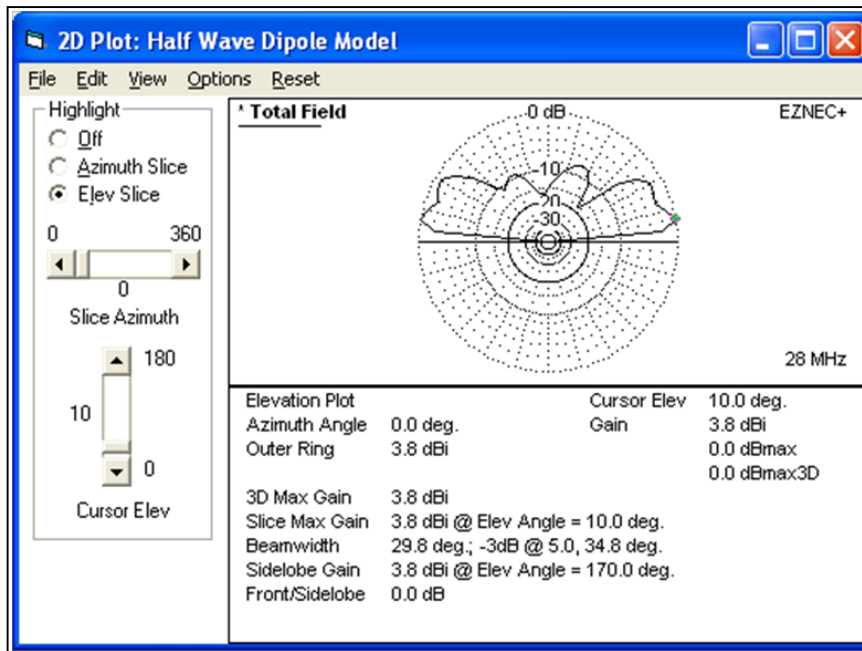 2D Plot: Half Wave Dipole Model
File Edit View Options Reset
Highlight
Off
Azimuth Slice
Elev Slice
0 360
0
Slice Azimuth
180
10
0
Cursor Elev
* Total Field
0 dB
EZNEC+
-10
-20
-30
28 MHz
Elevation Plot Cursor Elev 10.0 deg.
Azimuth Angle 0.0 deg. Gain 3.8 dBi
Outer Ring 3.8 dBi 0.0 dBmax
0.0 dBmax3D
3D Max Gain 3.8 dBi
Slice Max Gain 3.8 dBi @ Elev Angle = 10.0 deg.
Beamwidth 29.8 deg.; -3dB @ 5.0, 34.8 deg.
Sidelobe Gain 3.8 dBi @ Elev Angle = 170.0 deg.
Front/Sidelobe 0.0 dB